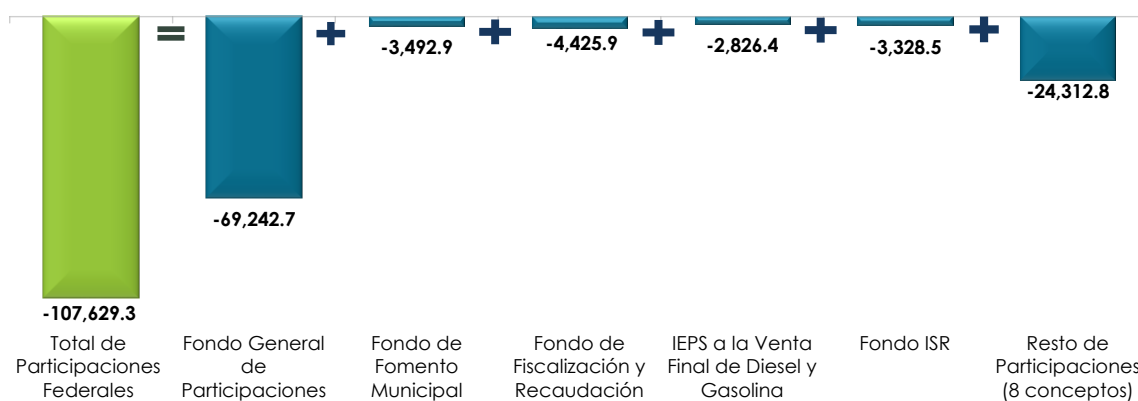 = + + + + +
-3,492.9
-4,425.9
-2,826.4
-3,328.5
-24,312.8
-69,242.7
-107,629.3
Total de
Participaciones
Federales
Fondo General
de
Participaciones
Fondo de
Fomento
Municipal
Fondo de
Fiscalización y
Recaudación
IEPS a la Venta
Final de Diesel y
Gasolina
Fondo ISR
Resto de
Participaciones
(8 conceptos)